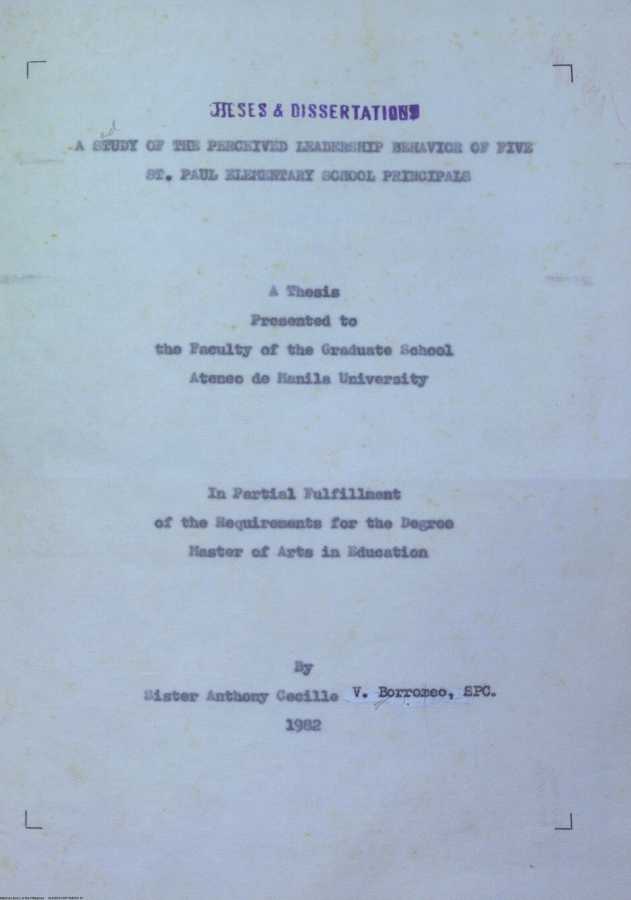 THESES & DISSERTATIONS
ed
A STUDY OF THE PERCEIVED LEADERSHIP BEHAVIOR OF FIVE
ST. PAUL ELEMENTARY SCHOOL PRINCIPALS
A Thesis
Presented to
the Faculty of the Graduate School
Ateneo de Manila University
In Partial Fulfillment
of the Requirements for the Degree
Master of Arts in Education
By
Sister Anthony Cecille V. Borromeo, SPC.
1982